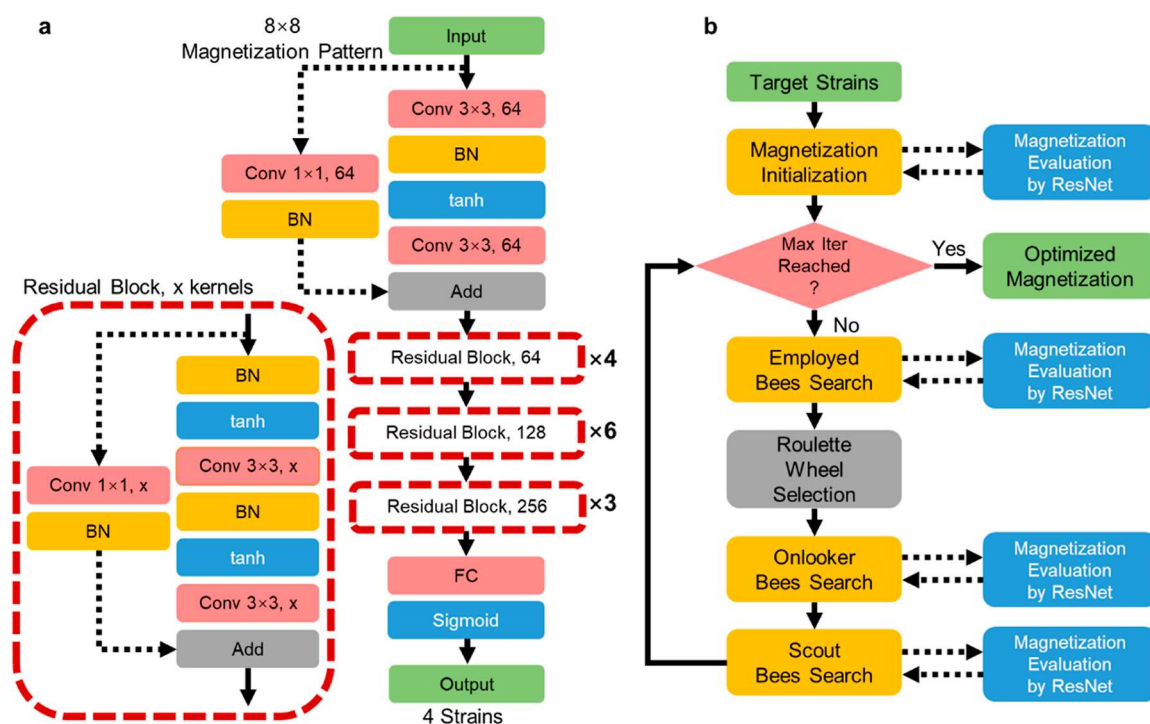 a
8×8
Magnetization Pattern
Input
Conv 3×3, 64
BN
tanh
Conv 3×3, 64
Conv 1×1, 64
BN
Add
Residual Block, 64
×4
Residual Block, 128
×6
Residual Block, 256
×3
FC
Sigmoid
Output
4 Strains
Residual Block, x kernels
BN
tanh
Conv 3×3, x
BN
tanh
Conv 3×3, x
Conv 1×1, x
BN
Add
b
Target Strains
Magnetization
Initialization
Magnetization
Evaluation
by ResNet
Max Iter
Reached
?
Yes
Optimized
Magnetization
No
Employed
Bees Search
Magnetization
Evaluation
by ResNet
Roulette
Wheel
Selection
Onlooker
Bees Search
Magnetization
Evaluation
by ResNet
Scout
Bees Search
Magnetization
Evaluation
by ResNet